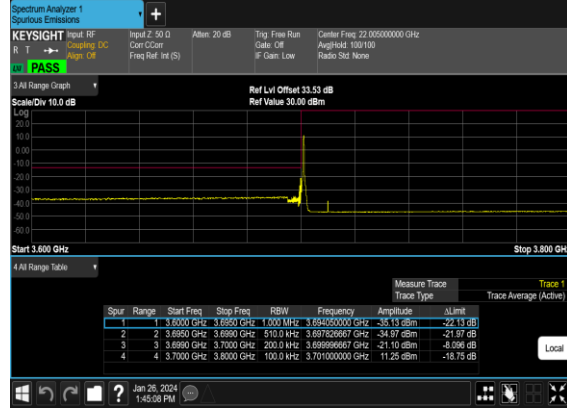 Spectrum Analyzer 1
Spurious Emissions
+
KEYSIGHT Input: RF Input Z: 50 Ω Atten: 20 dB Trig: Free Run Center Freq: 22.005000000 GHz
R T Coupling: DC Corr CCorr Gate: Off Avg|Hold: 100/100
Align: Off Freq Ref: Int (S) IF Gain: Low Radio Std: None
PASS
3 All Range Graph
Ref Lvl Offset 33.53 dB
Scale/Div 10.0 dB Ref Value 30.00 dBm
Log
20.0
10.0
0.00
-10.0
-20.0
-30.0
-40.0
-50.0
-60.0
Start 3.600 GHz Stop 3.800 GH
4 All Range Table
Measure Trace Trace 1
Trace Type Trace Average (Active)
Spur Range Start Freq Stop Freq RBW Frequency Amplitude ΔLimit
1 1 3.6000 GHz 3.6950 GHz 1.000 MHz 3.694050000 GHz -35.13 dBm -22.13 dB
2 2 3.6950 GHz 3.6990 GHz 510.0 kHz 3.697826667 GHz -34.97 dBm -21.97 dB
3 3 3.6990 GHz 3.7000 GHz 200.0 kHz 3.699996667 GHz -21.10 dBm -8.096 dB
4 4 3.7000 GHz 3.8000 GHz 100.0 kHz 3.701000000 GHz 11.25 dBm -18.75 dB
Local
? Jan 26, 2024
1:45:08 PM